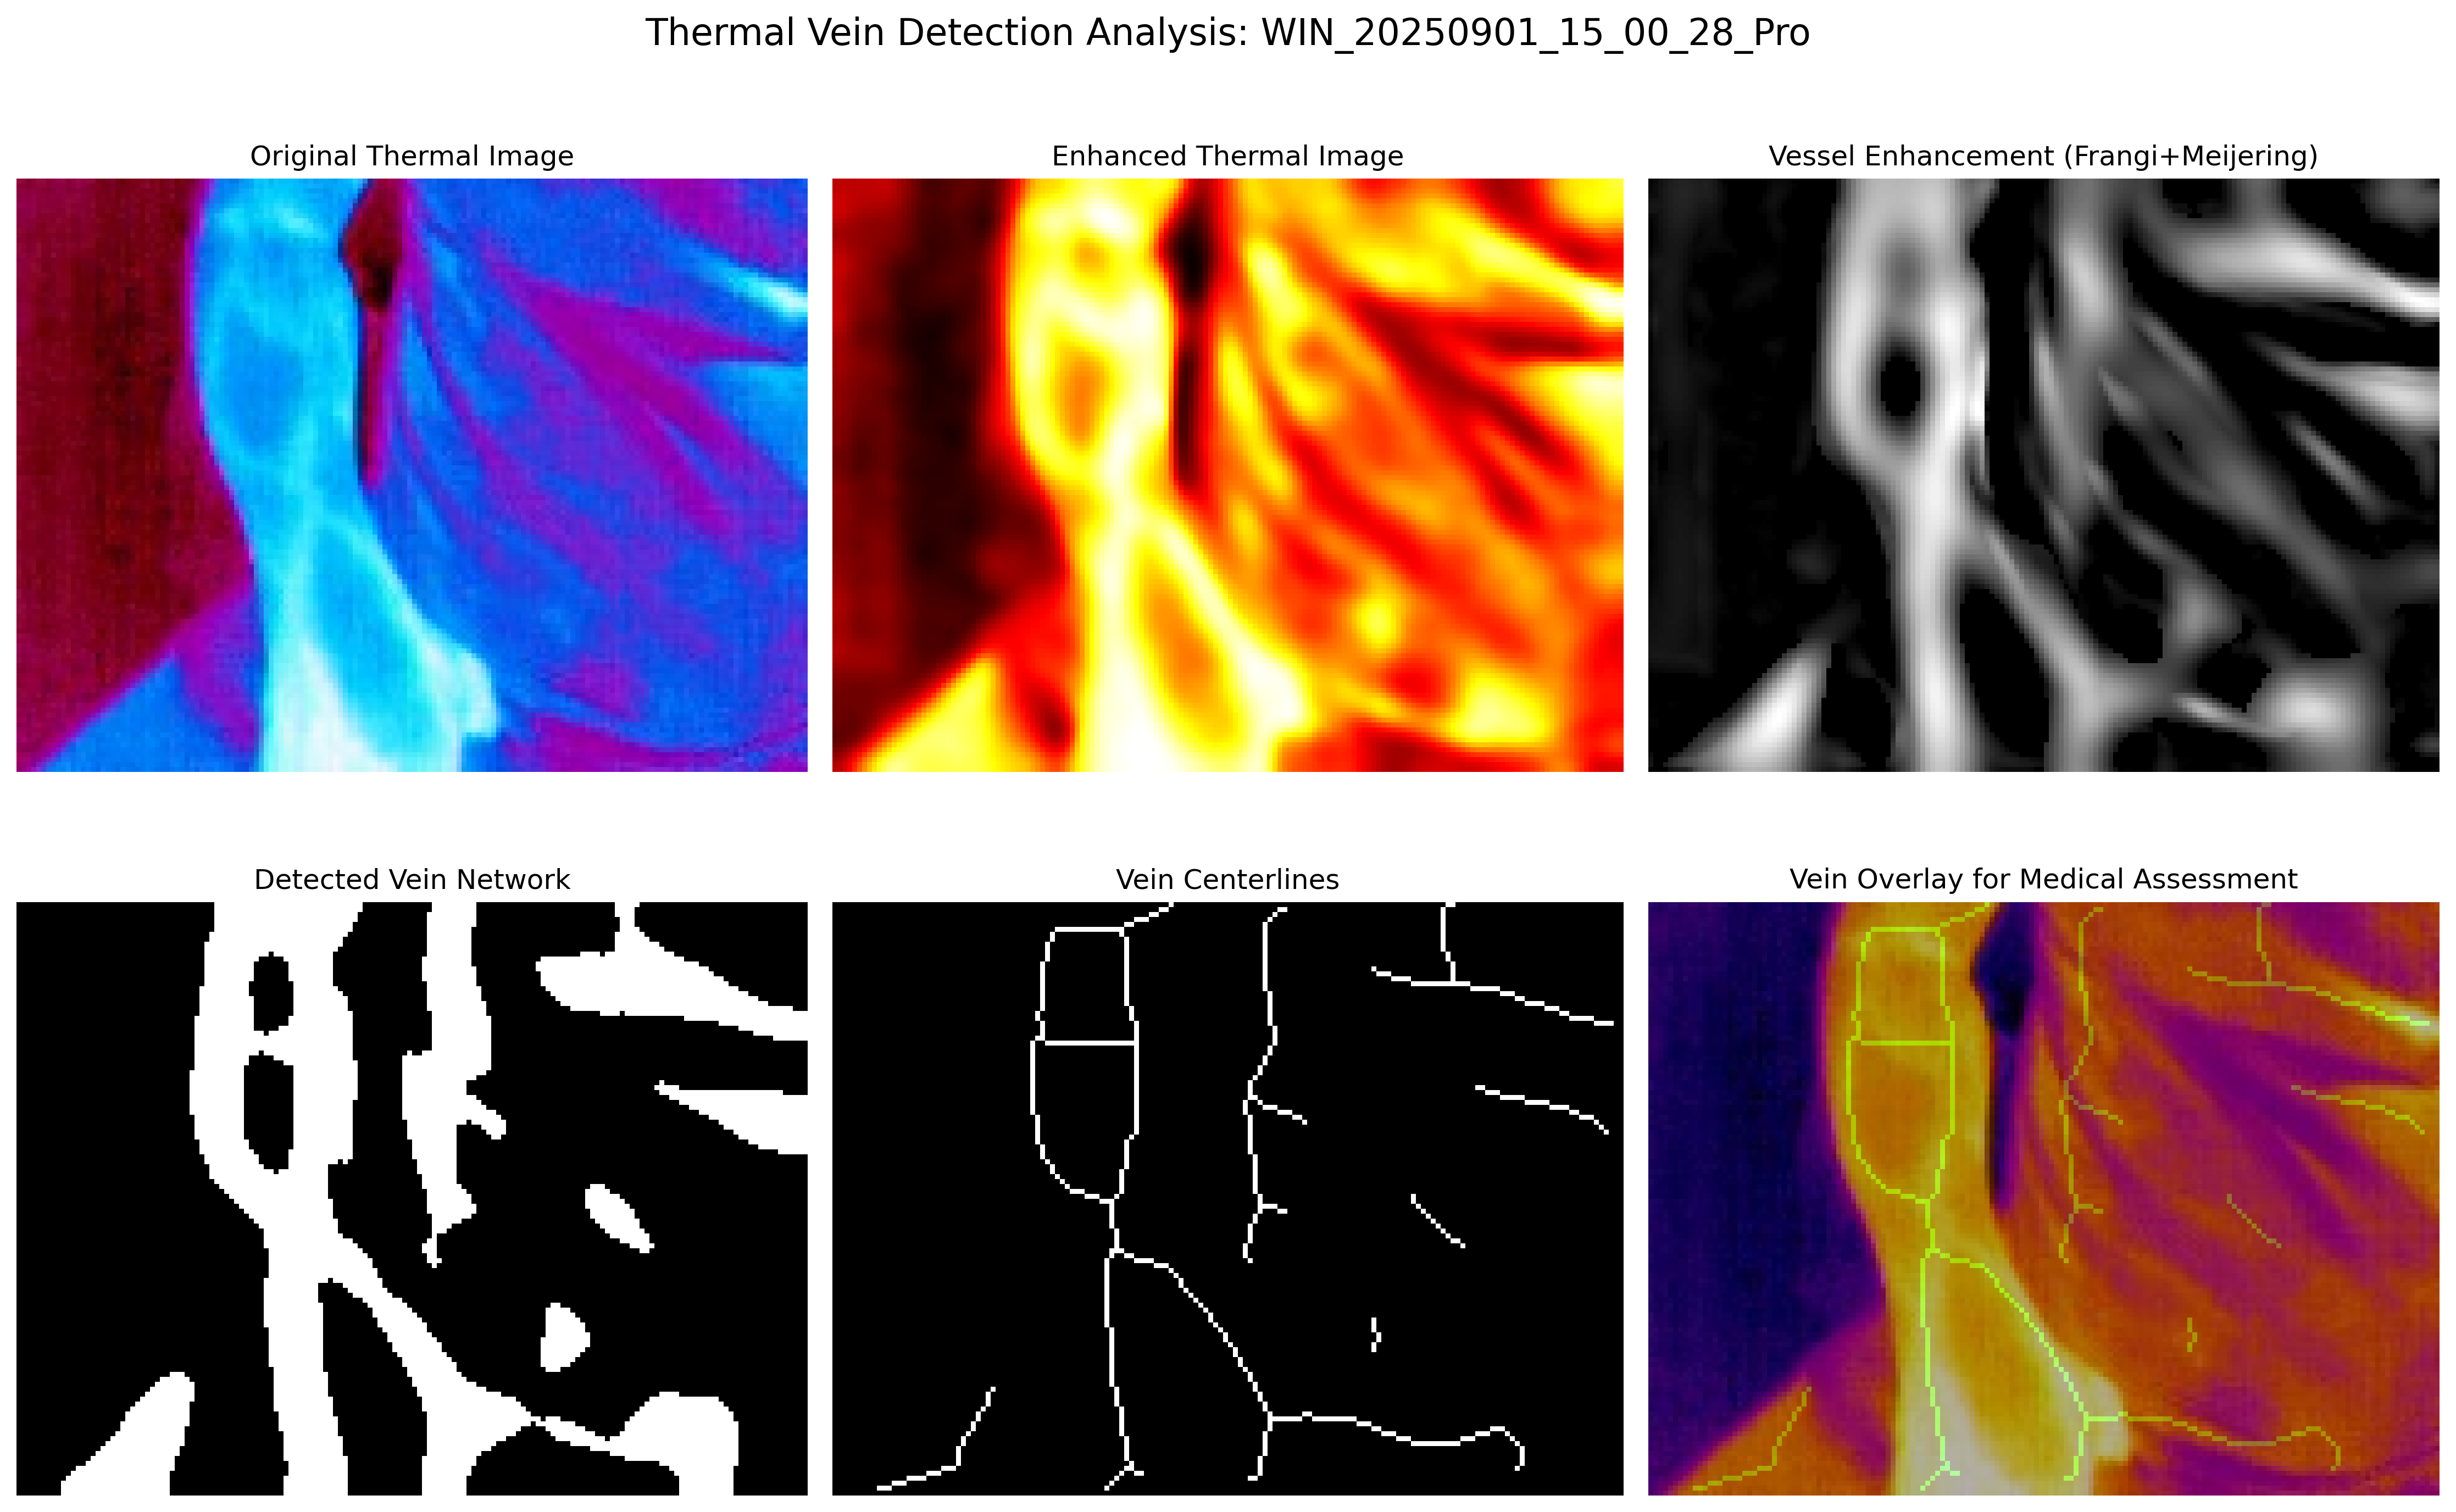 Thermal Vein Detection Analysis: WIN_20250901_15_00_28_Pro
Original Thermal Image
Enhanced Thermal Image
Vessel Enhancement (Frangi+Meijering)
Detected Vein Network
Vein Centerlines
Vein Overlay for Medical Assessment